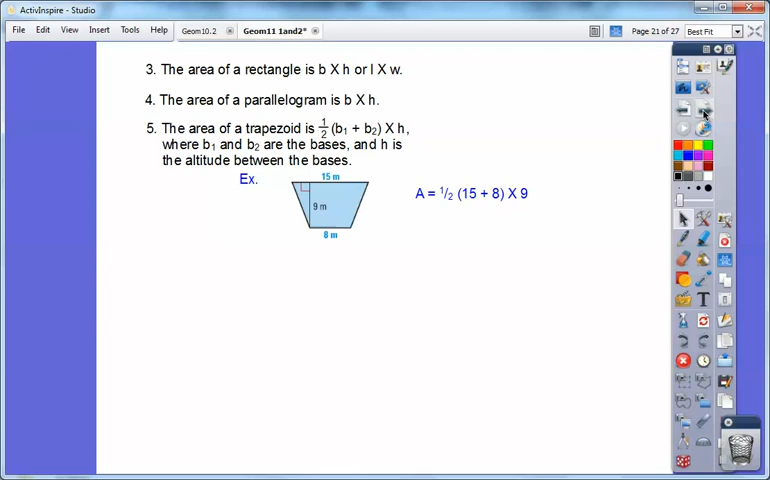 ActivInspire - Studio
File Edit View Insert Tools Help
Geom10.2
Geom11 1and2*
Page 21 of 27
Best Fit
3. The area of a rectangle is b X h or l X w.
4. The area of a parallelogram is b X h.
5. The area of a trapezoid is 1/2 (b₁ + b₂) X h,
where b₁ and b₂ are the bases, and h is
the altitude between the bases.
Ex.
15 m
9 m
8 m
A = 1/2 (15 + 8) X 9